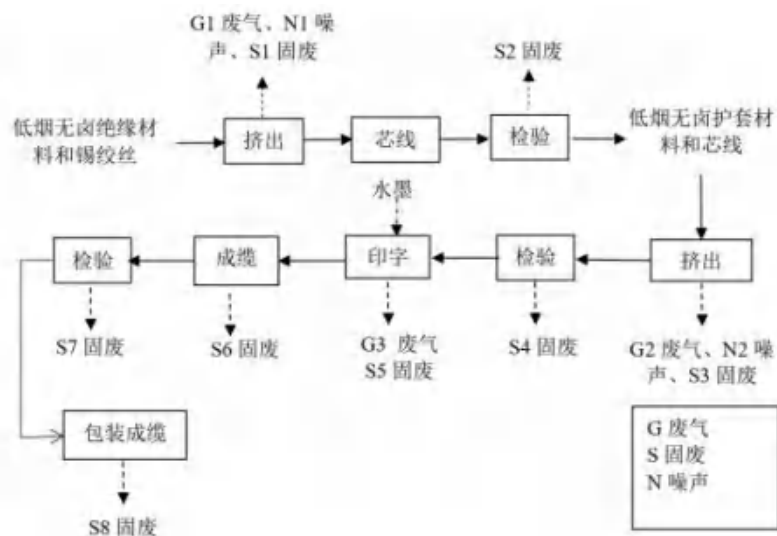 G1 废气、N1 噪
声、S1 固废
S2 固废
低烟无卤绝缘材
料和锡绞丝
挤出
芯线
检验
低烟无卤护套材
料和芯线
水墨
检验
成缆
印字
检验
挤出
S7 固废
S6 固废
G3 废气
S5 固废
S4 固废
G2 废气、N2 噪
声、S3 固废
包装成缆
S8 固废
G 废气
S 固废
N 噪声